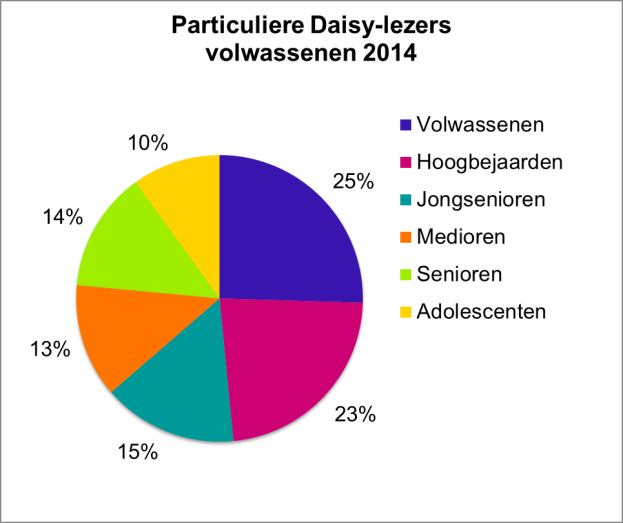 Particuliere Daisy-lezers
volwassenen 2014
10%
25%
14%
13%
15%
23%
Volwassenen
Hoogbejaarden
Jongsenioren
Medioren
Senioren
Adolescenten